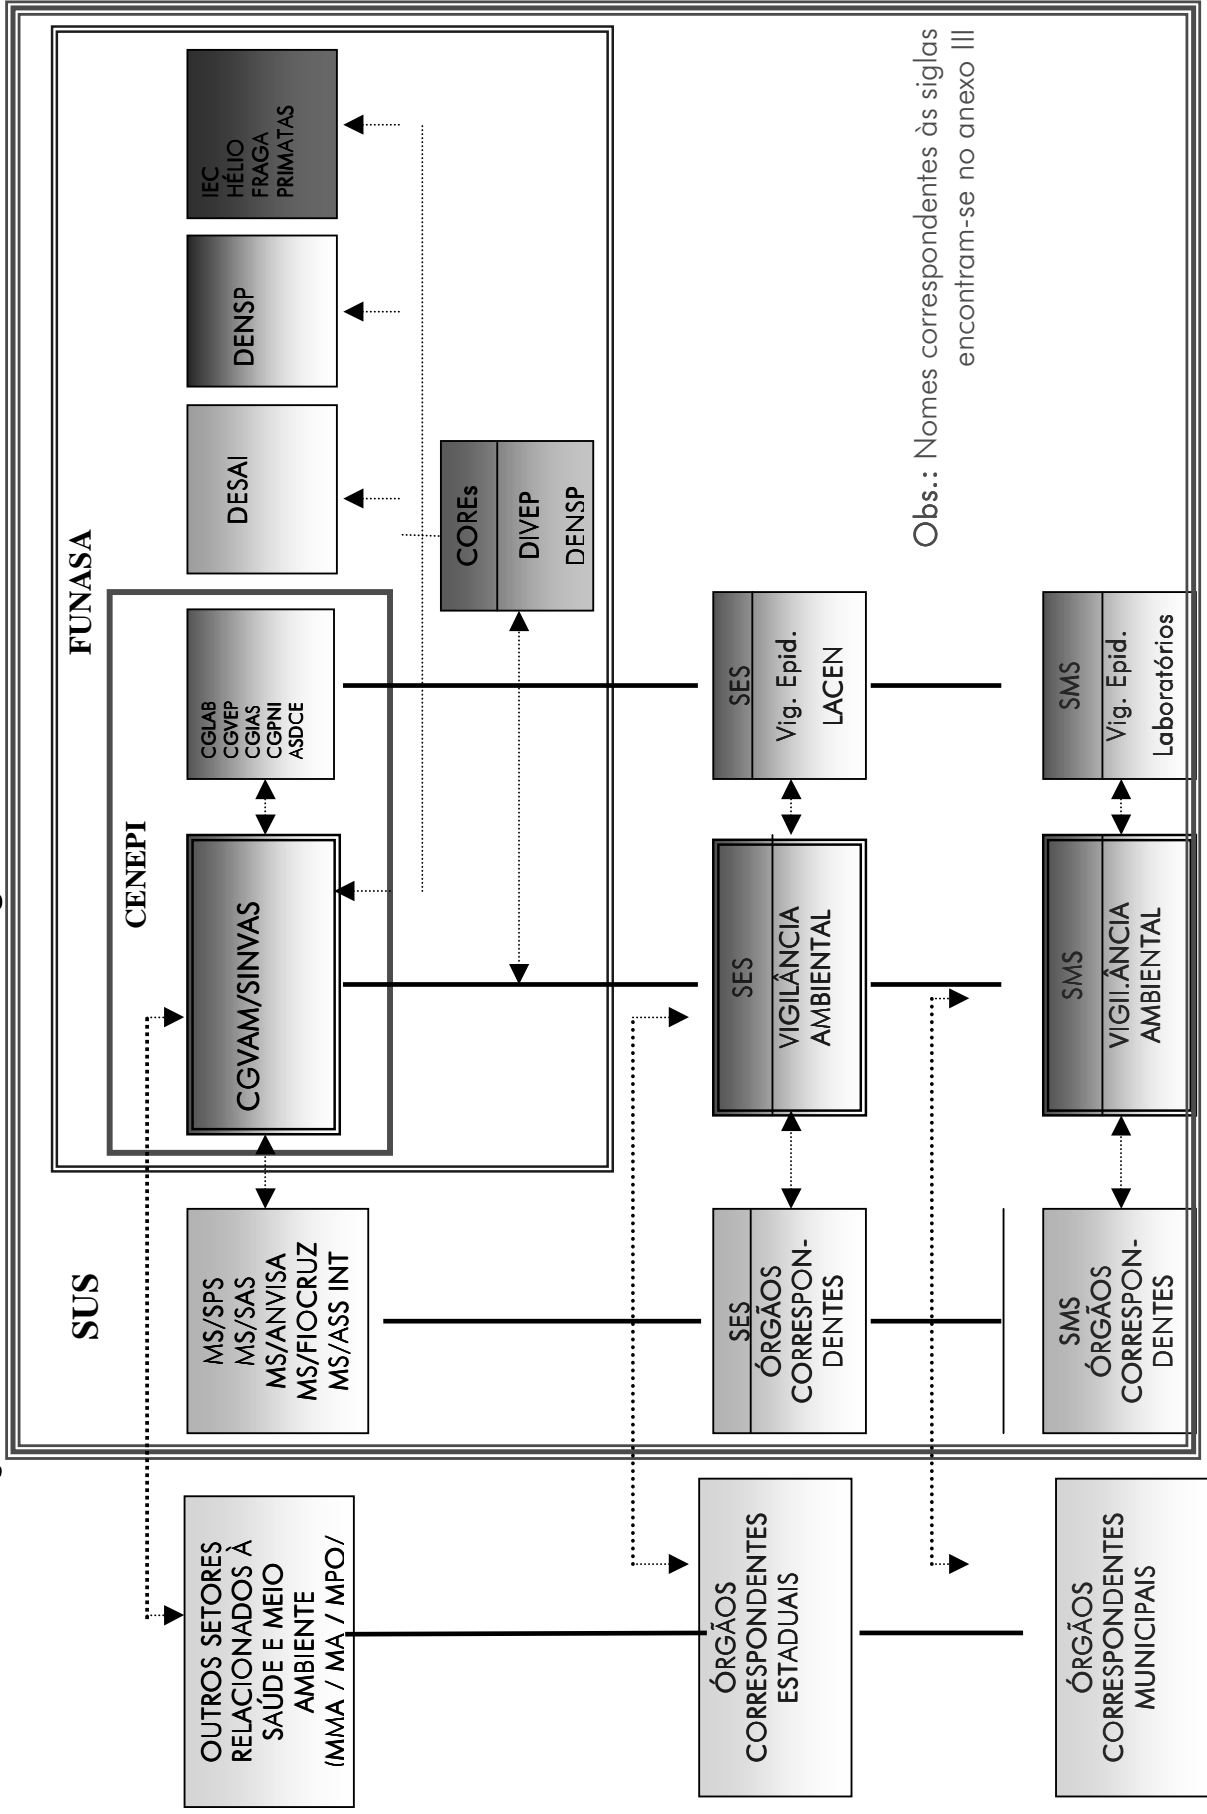 SUS
FUNASA
CENEPI
OUTROS SETORES
RELACIONADOS À
SAÚDE E MEIO
AMBIENTE
(MMA / MA / MPO/
MS/SPS
MS/SAS
MS/ANVISA
MS/FIOCRUZ
MS/ASS INT
CGVAM/SINVAS
CGLAB
CGVEP
CGIAS
CGPNI
ASDCE
DESAI
DENSP
IEC
HÉLIO
FRAGA
PRIMATAS
COREs
DIVEP
DENSP
ÓRGÃOS
CORRESPONDENTES
ESTADUAIS
SES
ÓRGÃOS
CORRESPON-
DENTES
SES
VIGILÂNCIA
AMBIENTAL
SES
Vig. Epid.
LACEN
Obs.: Nomes correspondentes às siglas
encontram-se no anexo III
ÓRGÃOS
CORRESPONDENTES
MUNICIPAIS
SMS
ÓRGÃOS
CORRESPON-
DENTES
SMS
VIGILÂNCIA
AMBIENTAL
SMS
Vig. Epid.
Laboratórios